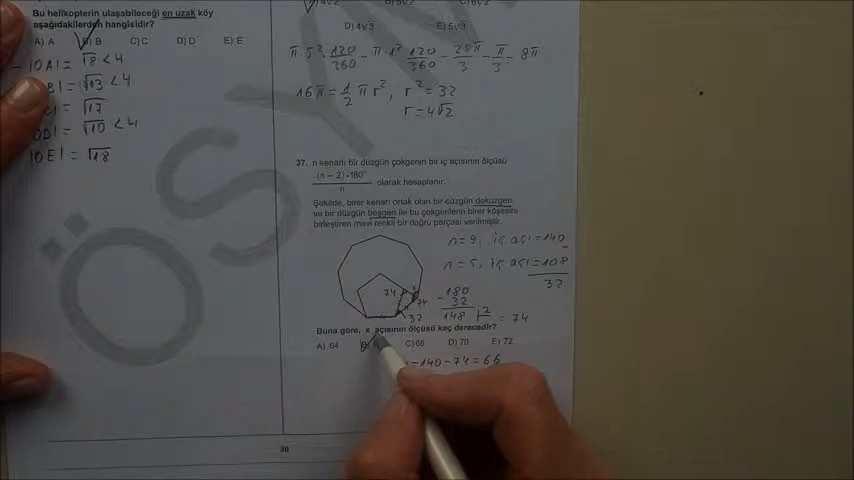 Bu helikopterin ulaşabileceği en uzak köy
aşağıdakilerden hangisidir?
A) A B) B C) C D) D E) E
|OA| = √8 < 4
B| = √13 < 4
| = √17
|OD| = √10 < 4
|OE| = √18
D) 4√3 E) 5√3
π.5².120/360 - π 1² 120/360 = 25π/3 - π/3 = 8π
16π = 1/2 π r², r² = 32
r = 4√2
37. n kenarlı bir düzgün çokgenin bir iç açısının ölçüsü
(n – 2)•180°/n olarak hesaplanır.
Şekilde, birer kenarı ortak olan bir düzgün dokuzgen
ve bir düzgün beşgen ile bu çokgenlerin birer köşesini
birleştiren mavi renkli bir doğru parçası verilmiştir.
n = 9, iç açı = 140
n = 5, iç açı = 108
32
74 x
74
32
180
- 32
148 | 2 = 74
Buna göre, x açısının ölçüsü kaç derecedir?
A) 64 C) 68 D) 70 E) 72
- 140 - 74 = 66
36
ÖSYM